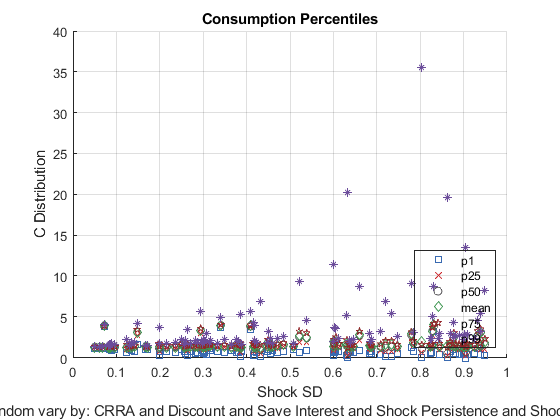 Consumption Percentiles
C Distribution
40
35
30
25
20
15
10
5
0
0 0.1 0.2 0.3 0.4 0.5 0.6 0.7 0.8 0.9 1
p1
p25
p50
mean
p75
Shock SD
ndom vary by: CRRA and Discount and Save Interest and Shock Persistence and Sho